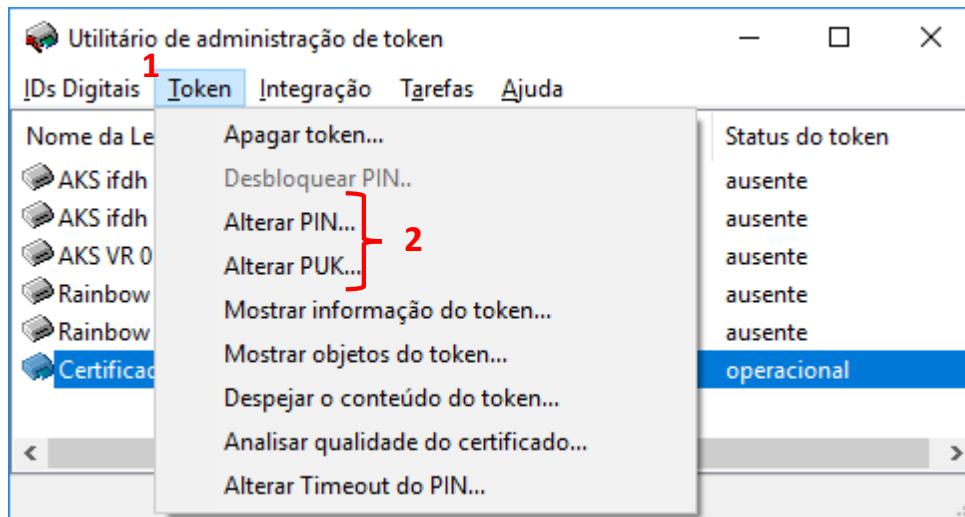 Utilitário de administração de token
1
IDs Digitais Token Integração Tarefas Ajuda
Nome da Le Status do token
Apagar token...
AKS ifdh ausente
Desbloquear PIN..
AKS ifdh ausente
Alterar PIN...
2
AKS VR 0 ausente
Alterar PUK...
Rainbow ausente
Mostrar informação do token...
Rainbow ausente
Mostrar objetos do token...
Certificad operacional
Despejar o conteúdo do token...
Analisar qualidade do certificado...
Alterar Timeout do PIN...